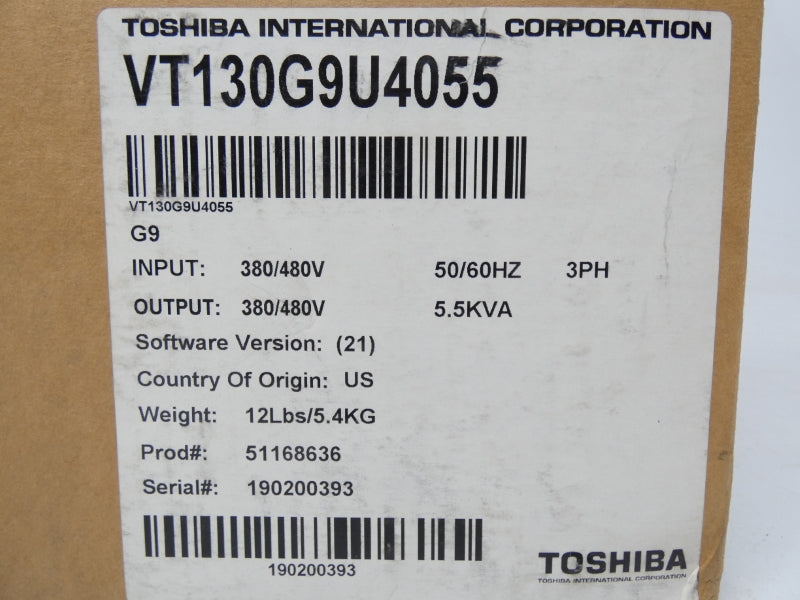 TOSHIBA INTERNATIONAL CORPORATION
VT130G9U4055
VT130G9U4055
G9
INPUT: 380/480V 50/60HZ 3PH
OUTPUT: 380/480V 5.5KVA
Software Version: (21)
Country Of Origin: US
Weight: 12Lbs/5.4KG
Prod#: 51168636
Serial#: 190200393
190200393
TOSHIBA
TOSHIBA INTERNATIONAL CORPORATION